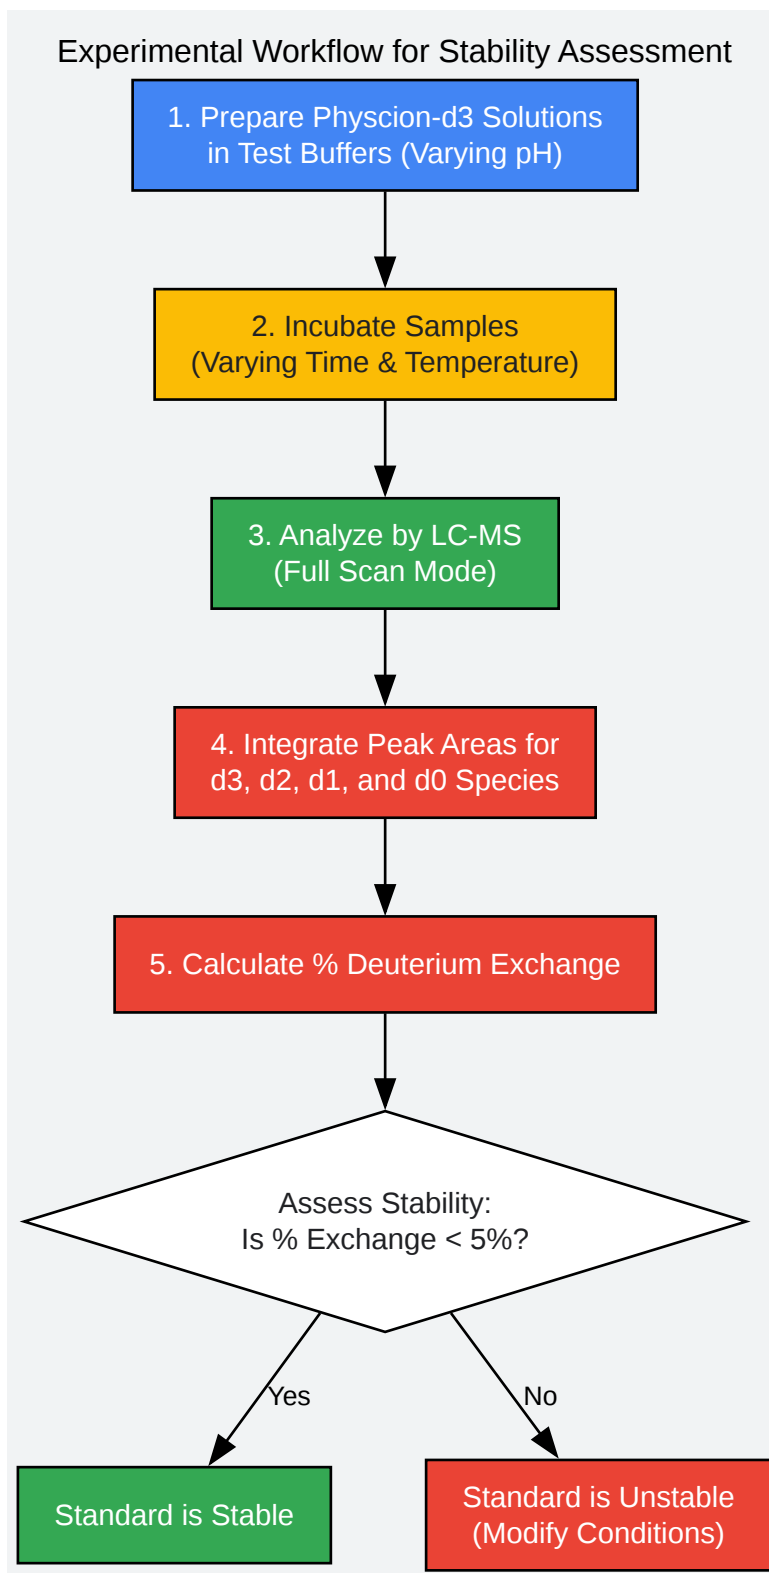 Experimental Workflow for Stability Assessment
1. Prepare Physcion-d3 Solutions
in Test Buffers (Varying pH)
2. Incubate Samples
(Varying Time & Temperature)
3. Analyze by LC-MS
(Full Scan Mode)
4. Integrate Peak Areas for
d3, d2, d1, and d0 Species
5. Calculate % Deuterium Exchange
Assess Stability:
Is % Exchange < 5%?
Yes
No
Standard is Stable
Standard is Unstable
(Modify Conditions)